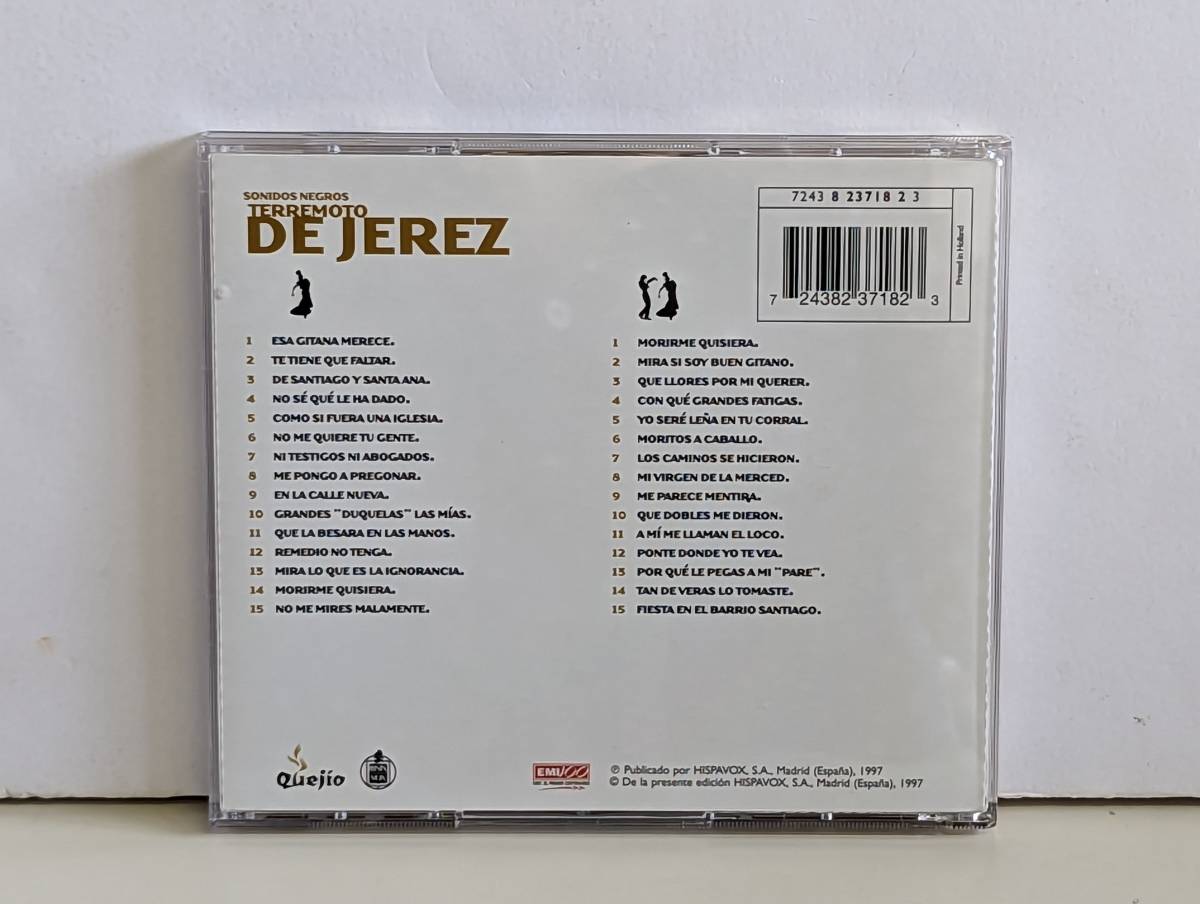 SONIDOS NEGROS
TERREMOTO
DE JEREZ
7243 8 23718 2 3
7 24382 37182 3
Printed in Holland
1 ESA GITANA MERECE.
2 TE TIENE QUE FALTAR.
3 DE SANTIAGO Y SANTA ANA.
4 NO SÉ QUÉ LE HA DADO.
5 COMO SI FUERA UNA IGLESIA.
6 NO ME QUIERE TU GENTE.
7 NI TESTIGOS NI ABOGADOS.
8 ME PONGO A PREGONAR.
9 EN LA CALLE NUEVA.
10 GRANDES "DUQUELAS" LAS MÍAS.
11 QUE LA BESARA EN LAS MANOS.
12 REMEDIO NO TENGA.
13 MIRA LO QUE ES LA IGNORANCIA.
14 MORIRME QUISIERA.
15 NO ME MIRES MALAMENTE.
1 MORIRME QUISIERA.
2 MIRA SI SOY BUEN GITANO.
3 QUE LLORES POR MI QUERER.
4 CON QUÉ GRANDES FATIGAS.
5 YO SERÉ LEÑA EN TU CORRAL.
6 MORITOS A CABALLO.
7 LOS CAMINOS SE HICIERON.
8 MI VIRGEN DE LA MERCED.
9 ME PARECE MENTIRA.
10 QUE DOBLES ME DIERON.
11 A MÍ ME LLAMAN EL LOCO.
12 PONTE DONDE YO TE VEA.
13 POR QUÉ LE PEGAS A MI "PARE".
14 TAN DE VERAS LO TOMASTE.
15 FIESTA EN EL BARRIO SANTIAGO.
Quejío
EMI/100
℗ Publicado por HISPAVOX, S.A., Madrid (España), 1997
© De la presente edición HISPAVOX, S.A., Madrid (España), 1997